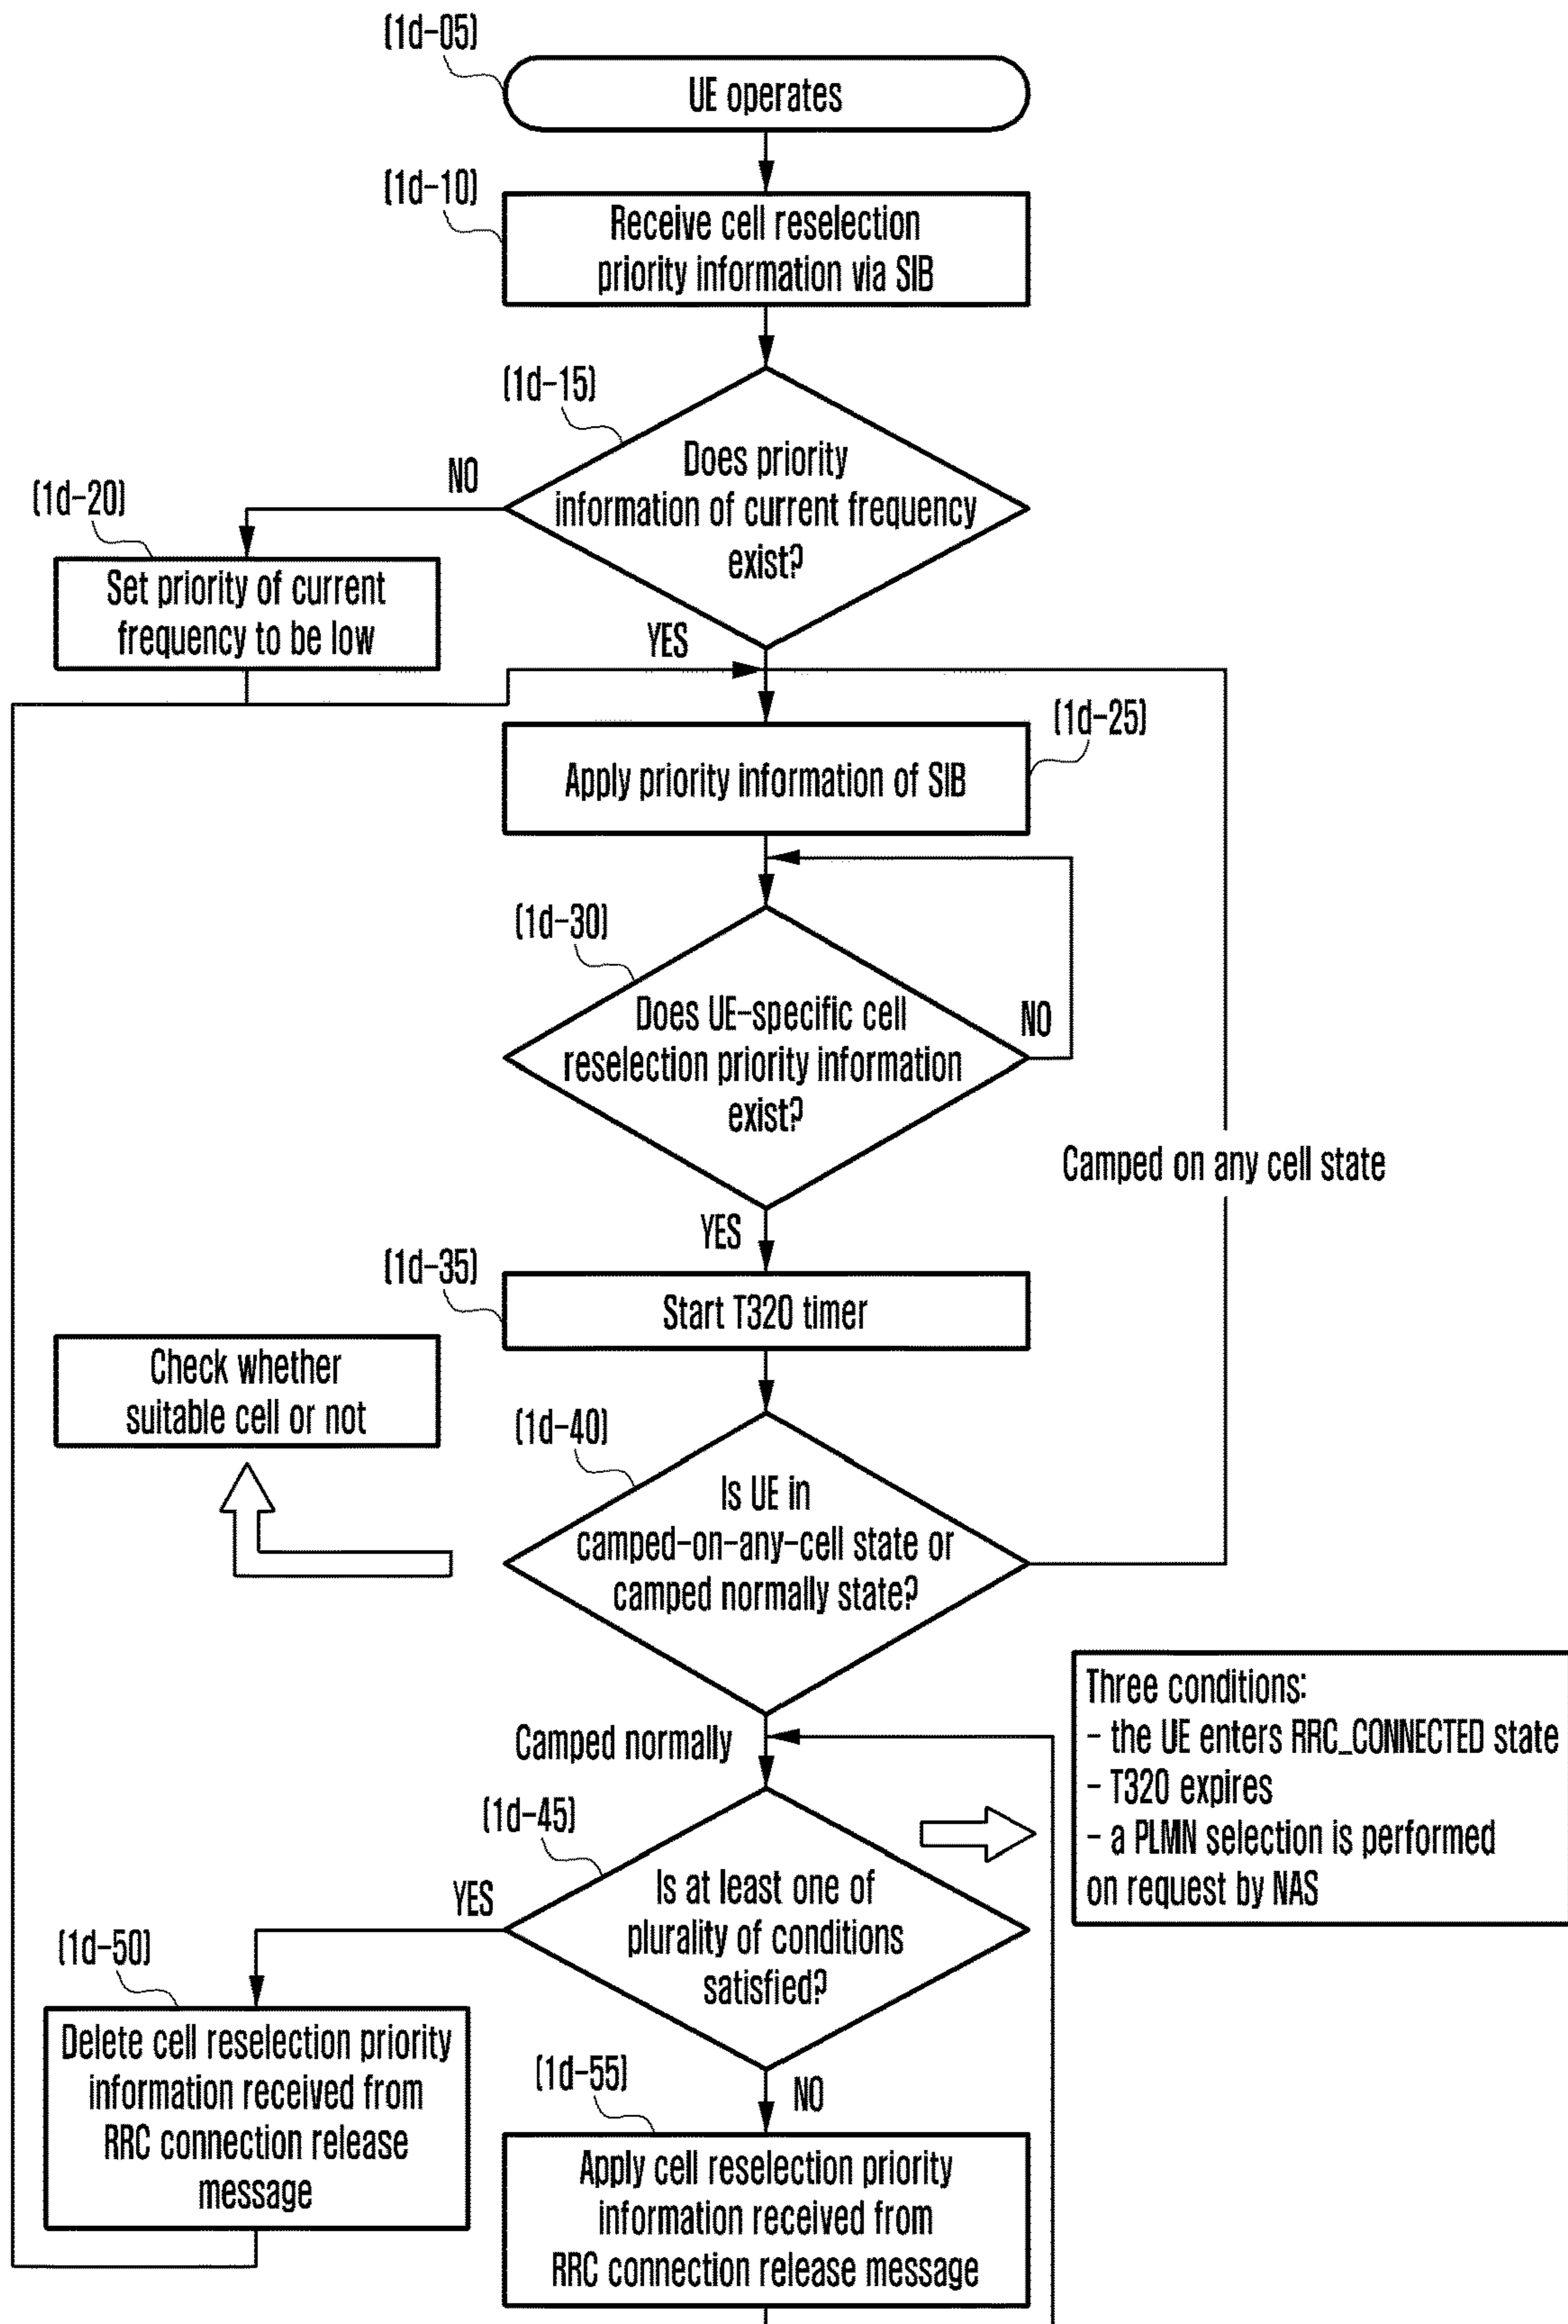 (1d-05)
UE operates
(1d-10)
Receive cell reselection
priority information via SIB
(1d-15)
Does priority
information of current frequency
exist?
NO
(1d-20)
Set priority of current
frequency to be low
YES
(1d-25)
Apply priority information of SIB
(1d-30)
Does UE-specific cell
reselection priority information
exist?
NO
Camped on any cell state
YES
(1d-35)
Start T320 timer
Check whether
suitable cell or not
(1d-40)
Is UE in
camped-on-any-cell state or
camped normally state?
Camped normally
Three conditions:
- the UE enters RRC_CONNECTED state
- T320 expires
- a PLMN selection is performed
on request by NAS
(1d-45)
Is at least one of
plurality of conditions
satisfied?
YES
(1d-50)
Delete cell reselection priority
information received from
RRC connection release
message
NO
(1d-55)
Apply cell reselection priority
information received from
RRC connection release message